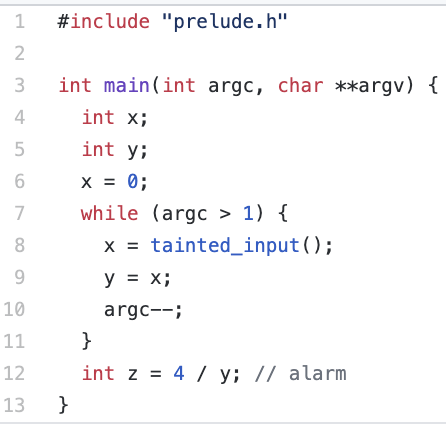 1 #include "prelude.h"
2
3 int main(int argc, char **argv) {
4   int x;
5   int y;
6   x = 0;
7   while (argc > 1) {
8     x = tainted_input();
9     y = x;
10     argc--;
11   }
12   int z = 4 / y; // alarm
13 }